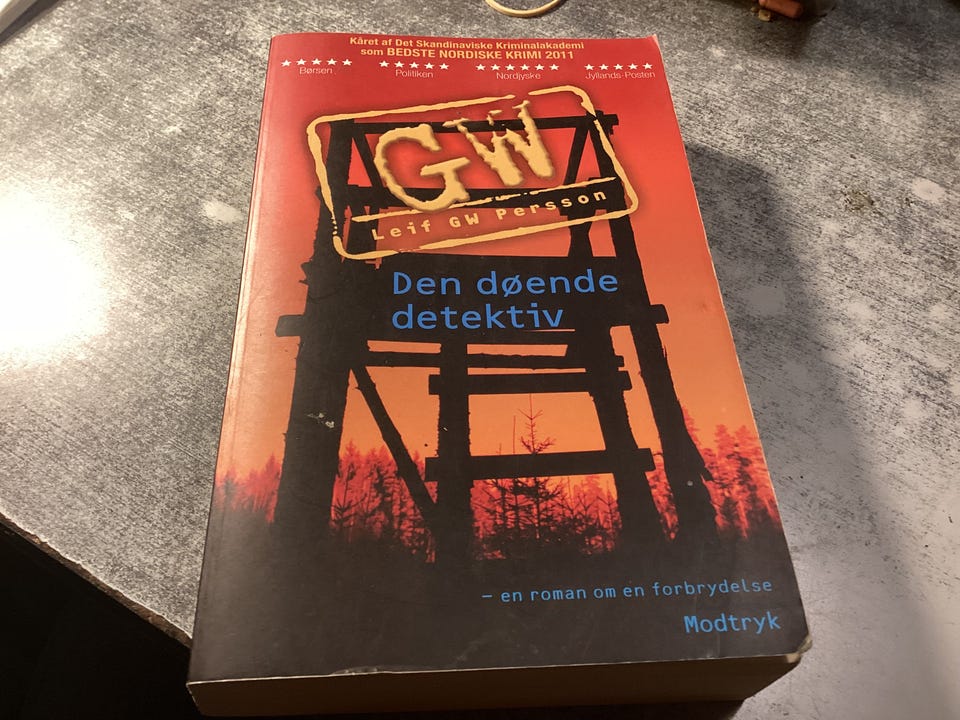 Kåret af Det Skandinaviske Kriminalakademi
som BEDSTE NORDISKE KRIMI 2011
Børsen Politiken Nordjyske Jyllands-Posten
GW
Leif GW Persson
Den døende
detektiv
– en roman om en forbrydelse
Modtryk